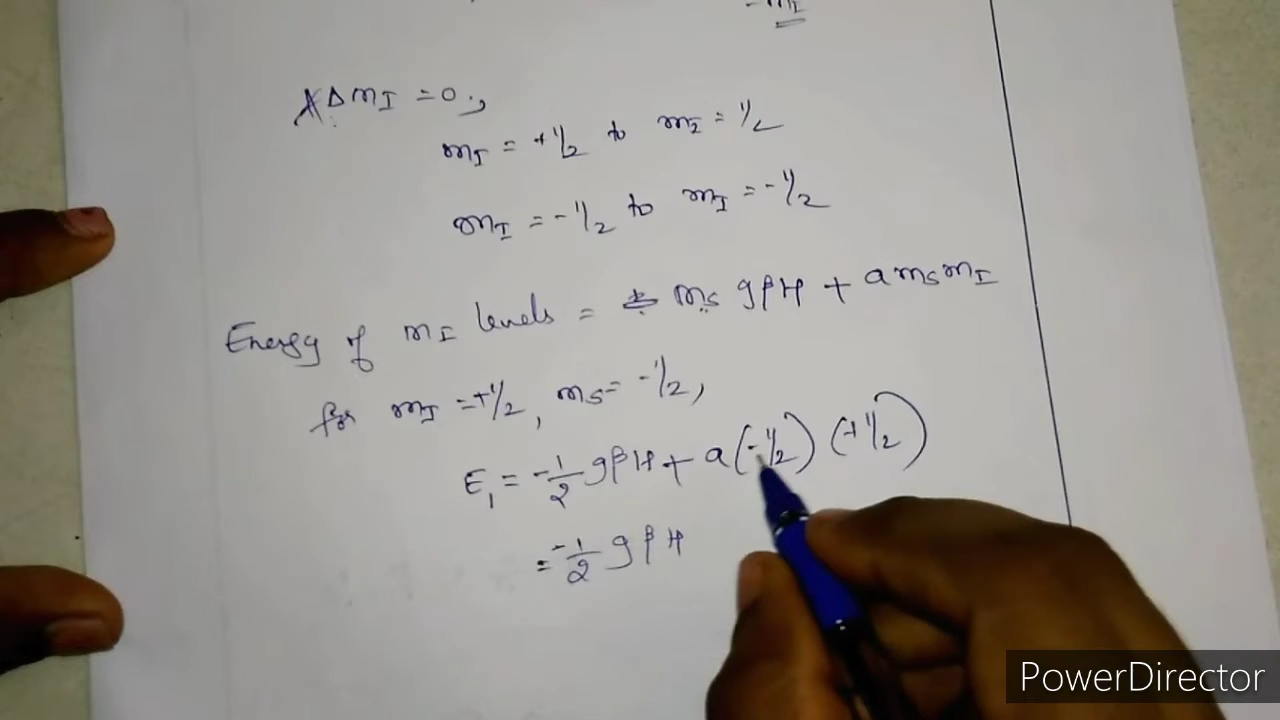 - mI
Δ mI = 0,
mI = +1/2 to mI = 1/2
mI = -1/2 to mI = -1/2
Energy of mI levels = ms gβH + a ms mI
for mI = +1/2, ms = -1/2,
E1 = -1/2 gβH + a (-1/2) (+1/2)
= -1/2 gβH
PowerDirector